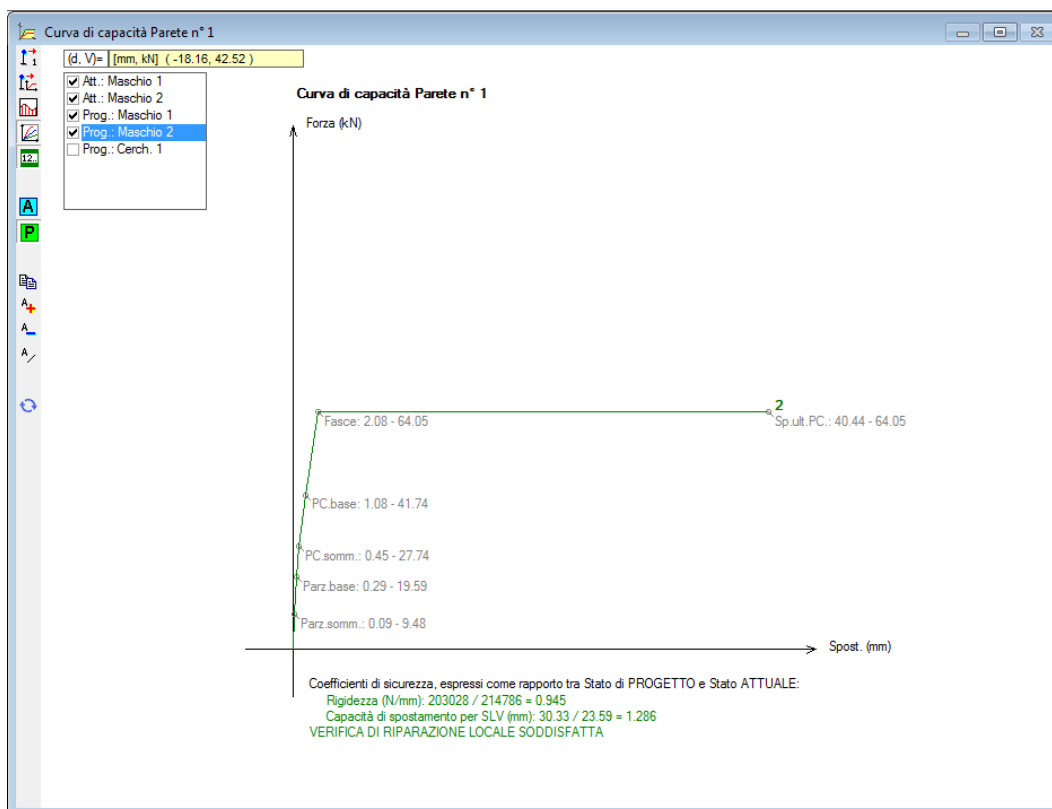 Curva di capacità Parete n° 1
(d, V)= [mm, kN] ( -18.16, 42.52 )
Att.: Maschio 1
Att.: Maschio 2
Prog.: Maschio 1
Prog.: Maschio 2
Prog.: Cerch. 1
1
12..
A
P
A
A
A
Curva di capacità Parete n° 1
Forza (kN)
2
Fasce: 2.08 - 64.05
Sp.ult.PC.: 40.44 - 64.05
PC.base: 1.08 - 41.74
PC.somm.: 0.45 - 27.74
Parz.base: 0.29 - 19.59
Parz.somm.: 0.09 - 9.48
Spost. (mm)
Coefficienti di sicurezza, espressi come rapporto tra Stato di PROGETTO e Stato ATTUALE:
Rigidezza (N/mm): 203028 / 214786 = 0.945
Capacità di spostamento per SLV (mm): 30.33 / 23.59 = 1.286
VERIFICA DI RIPARAZIONE LOCALE SODDISFATTA